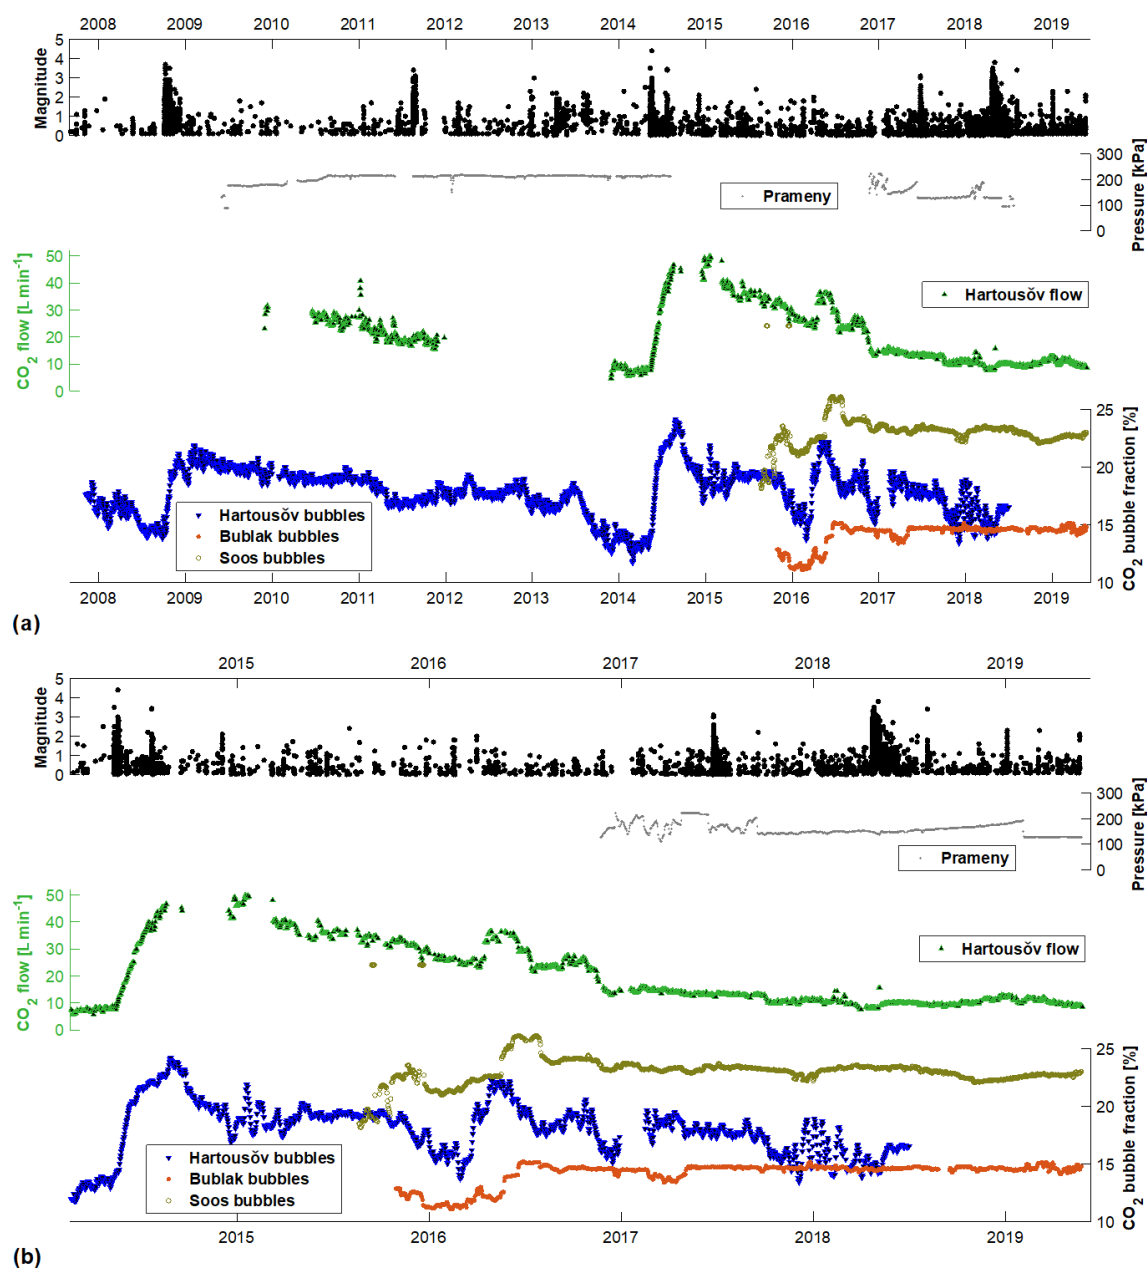 2008 2009 2010 2011 2012 2013 2014 2015 2016 2017 2018 2019
5
4
3
2
1
0
Magnitude
300
200
100
0
Pressure [kPa]
Prameny
50
40
30
20
10
0
CO2 flow [L min-1]
Hartousŏv flow
25
20
15
10
CO2 bubble fraction [%]
Hartousŏv bubbles
Bublak bubbles
Soos bubbles
2008 2009 2010 2011 2012 2013 2014 2015 2016 2017 2018 2019
(a)
2015 2016 2017 2018 2019
5
4
3
2
1
0
Magnitude
300
200
100
0
Pressure [kPa]
Prameny
50
40
30
20
10
0
CO2 flow [L min-1]
Hartousŏv flow
25
20
15
10
CO2 bubble fraction [%]
Hartousŏv bubbles
Bublak bubbles
Soos bubbles
2015 2016 2017 2018 2019
(b)